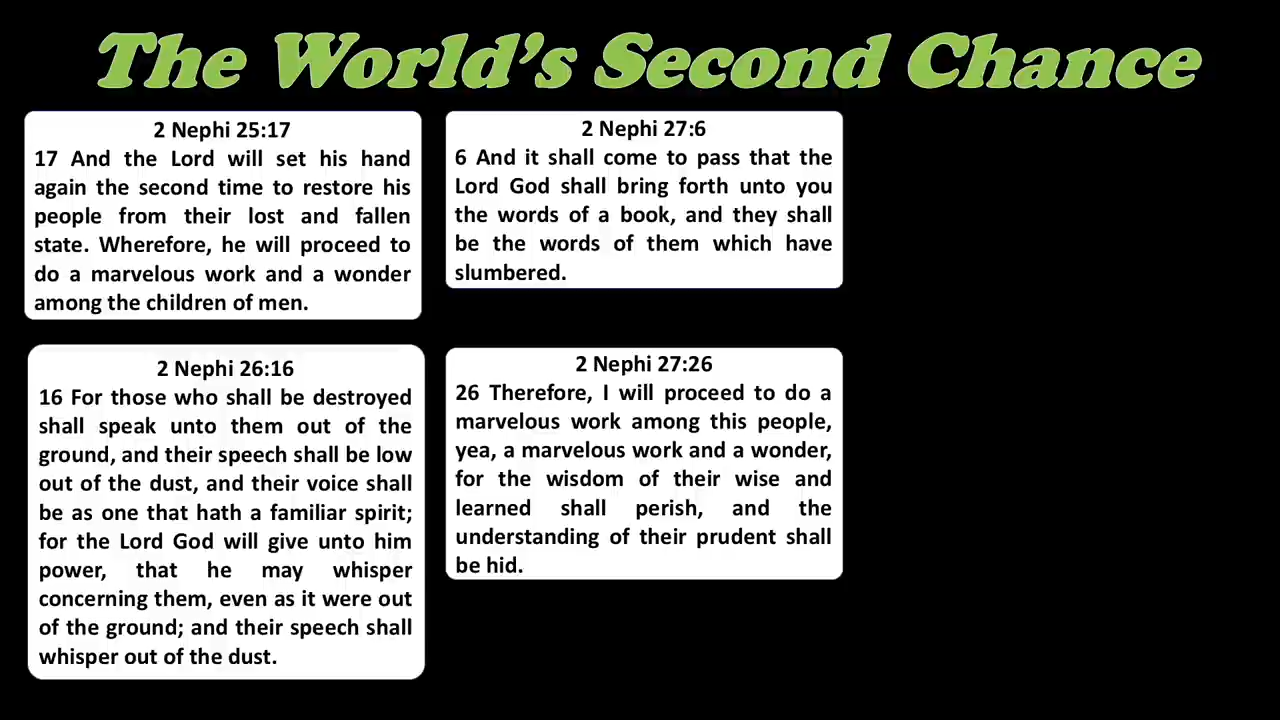 The World's Second Chance
2 Nephi 25:17
17 And the Lord will set his hand
again the second time to restore his
people from their lost and fallen
state. Wherefore, he will proceed to
do a marvelous work and a wonder
among the children of men.
2 Nephi 26:16
16 For those who shall be destroyed
shall speak unto them out of the
ground, and their speech shall be low
out of the dust, and their voice shall
be as one that hath a familiar spirit;
for the Lord God will give unto him
power, that he may whisper
concerning them, even as it were out
of the ground; and their speech shall
whisper out of the dust.
2 Nephi 27:6
6 And it shall come to pass that the
Lord God shall bring forth unto you
the words of a book, and they shall
be the words of them which have
slumbered.
2 Nephi 27:26
26 Therefore, I will proceed to do a
marvelous work among this people,
yea, a marvelous work and a wonder,
for the wisdom of their wise and
learned shall perish, and the
understanding of their prudent shall
be hid.